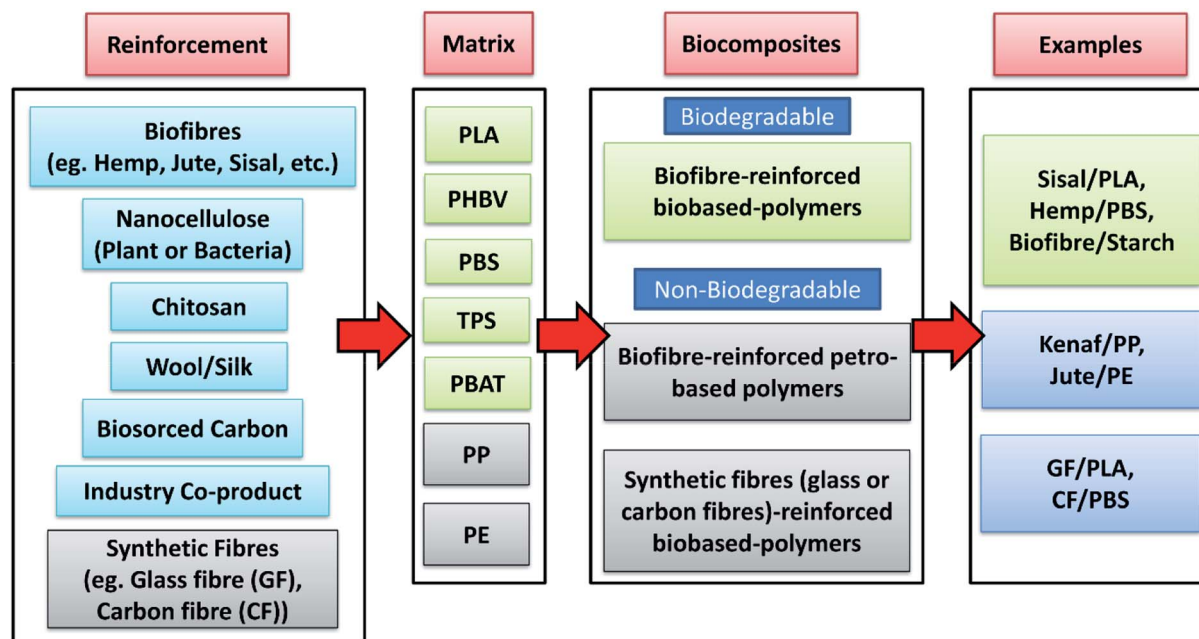 Reinforcement
Biofibres
(eg. Hemp, Jute, Sisal, etc.)
Nanocellulose
(Plant or Bacteria)
Chitosan
Wool/Silk
Biosorced Carbon
Industry Co-product
Synthetic Fibres
(eg. Glass fibre (GF),
Carbon fibre (CF))
Matrix
PLA
PHBV
PBS
TPS
PBAT
PP
PE
Biocomposites
Biodegradable
Biofibre-reinforced
biobased-polymers
Non-Biodegradable
Biofibre-reinforced petro-
based polymers
Synthetic fibres (glass or
carbon fibres)-reinforced
biobased-polymers
Examples
Sisal/PLA,
Hemp/PBS,
Biofibre/Starch
Kenaf/PP,
Jute/PE
GF/PLA,
CF/PBS